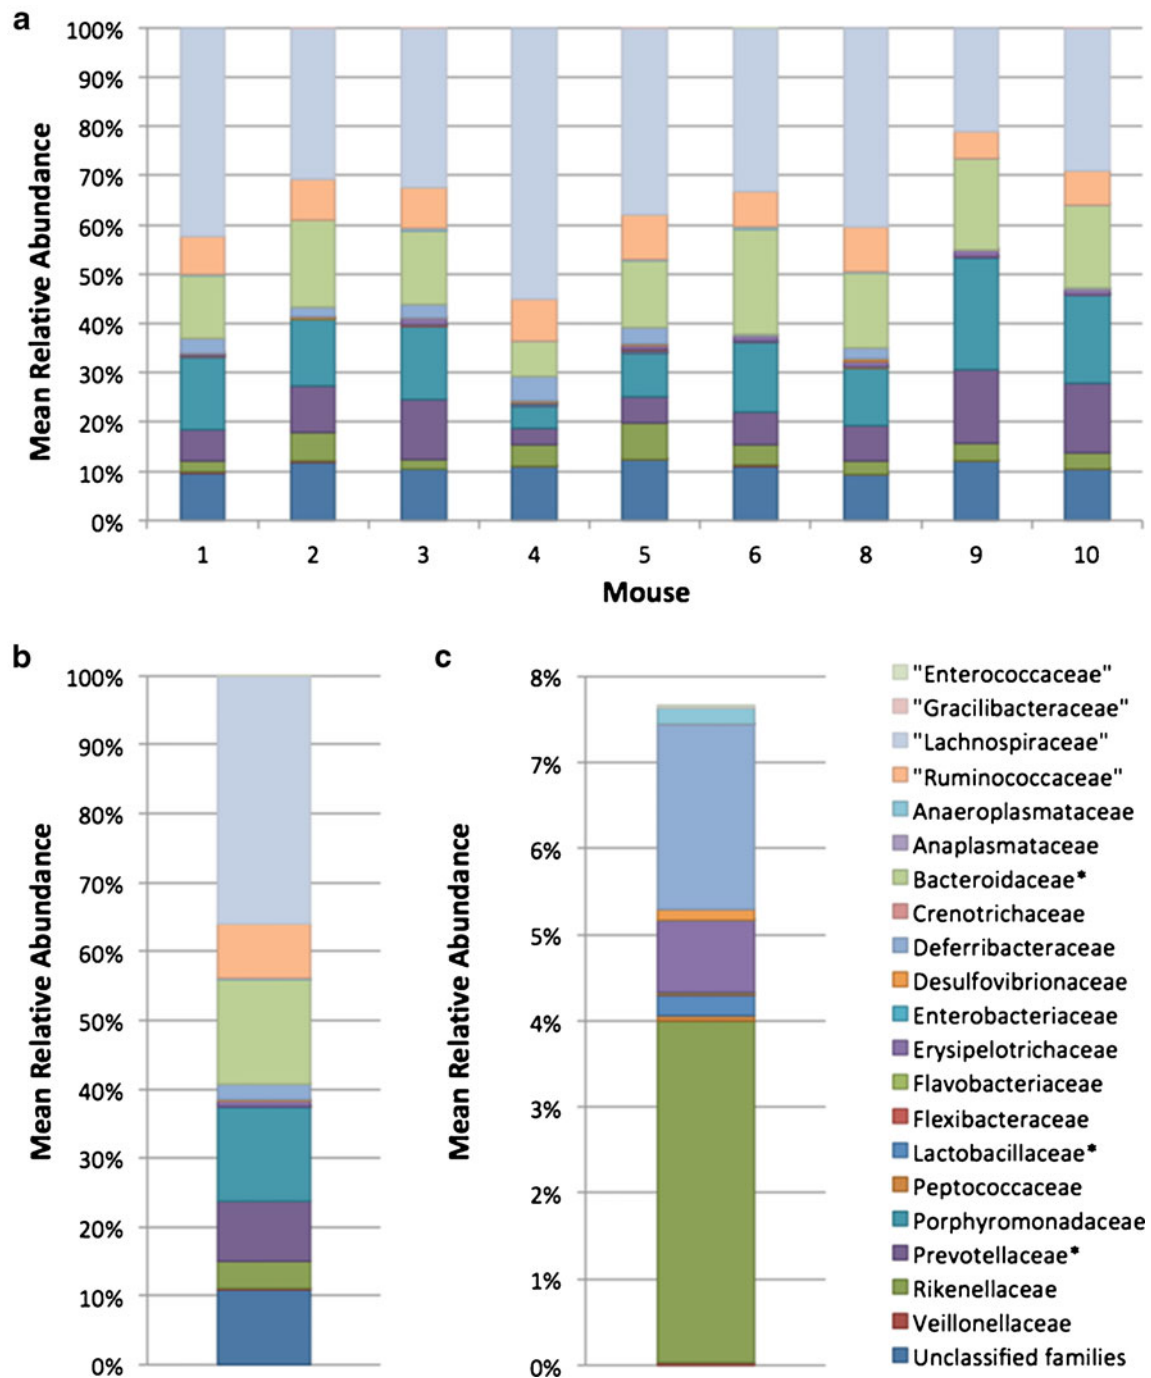 a
100%
90%
80%
70%
60%
50%
40%
30%
20%
10%
0%
Mean Relative Abundance
1 2 3 4 5 6 8 9 10
Mouse
b
100%
90%
80%
70%
60%
50%
40%
30%
20%
10%
0%
Mean Relative Abundance
c
8%
7%
6%
5%
4%
3%
2%
1%
0%
Mean Relative Abundance
"Enterococcaceae"
"Gracilibacteraceae"
"Lachnospiraceae"
"Ruminococcaceae"
Anaeroplasmataceae
Anaplasmataceae
Bacteroidaceae*
Crenotrichaceae
Deferribacteraceae
Desulfovibrionaceae
Enterobacteriaceae
Erysipelotrichaceae
Flavobacteriaceae
Flexibacteraceae
Lactobacillaceae*
Peptococcaceae
Porphyromonadaceae
Prevotellaceae*
Rikenellaceae
Veillonellaceae
Unclassified families